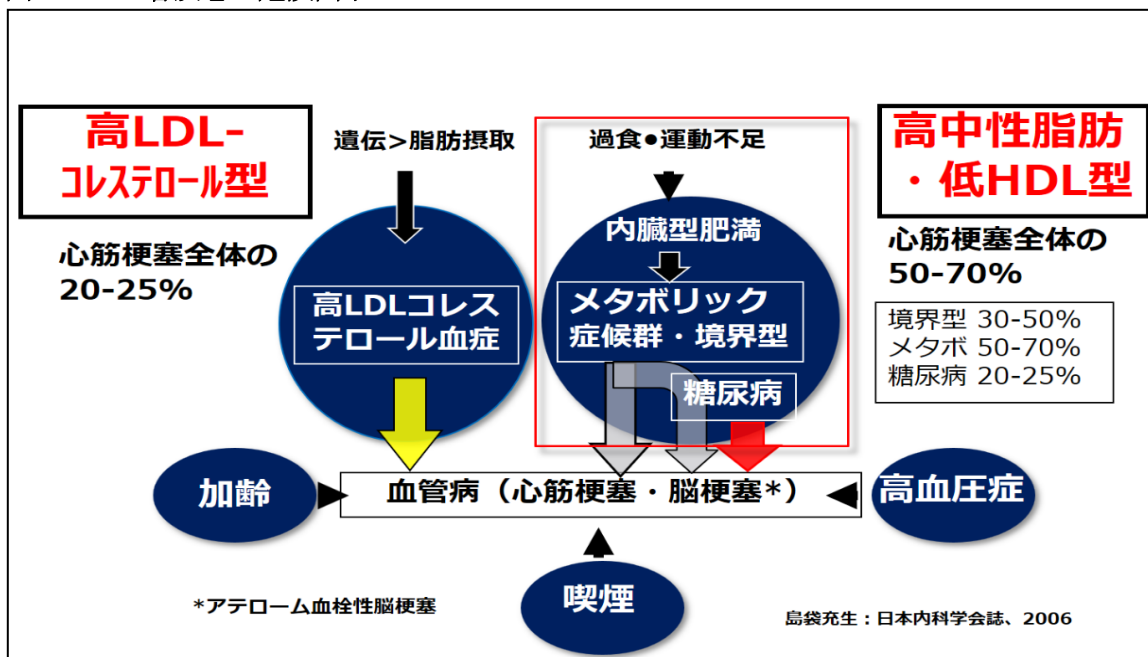 高LDL-
コレステロール型
心筋梗塞全体の
20-25%
遺伝>脂肪摂取
高LDLコレス
テロール血症
過食●運動不足
内臓型肥満
メタボリック
症候群・境界型
糖尿病
高中性脂肪
・低HDL型
心筋梗塞全体の
50-70%
境界型 30-50%
メタボ 50-70%
糖尿病 20-25%
加齢
血管病（心筋梗塞・脳梗塞*）
高血圧症
喫煙
*アテローム血栓性脳梗塞
島袋充生：日本内科学会誌、2006